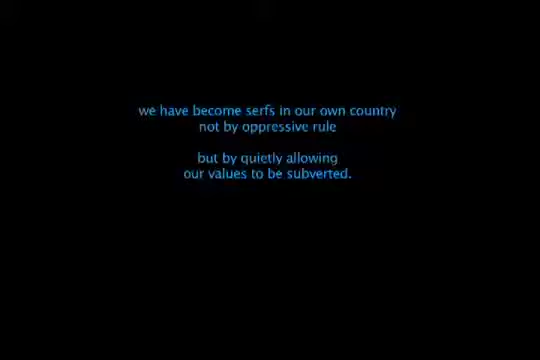 we have become serfs in our own country
not by oppressive rule
but by quietly allowing
our values to be subverted.